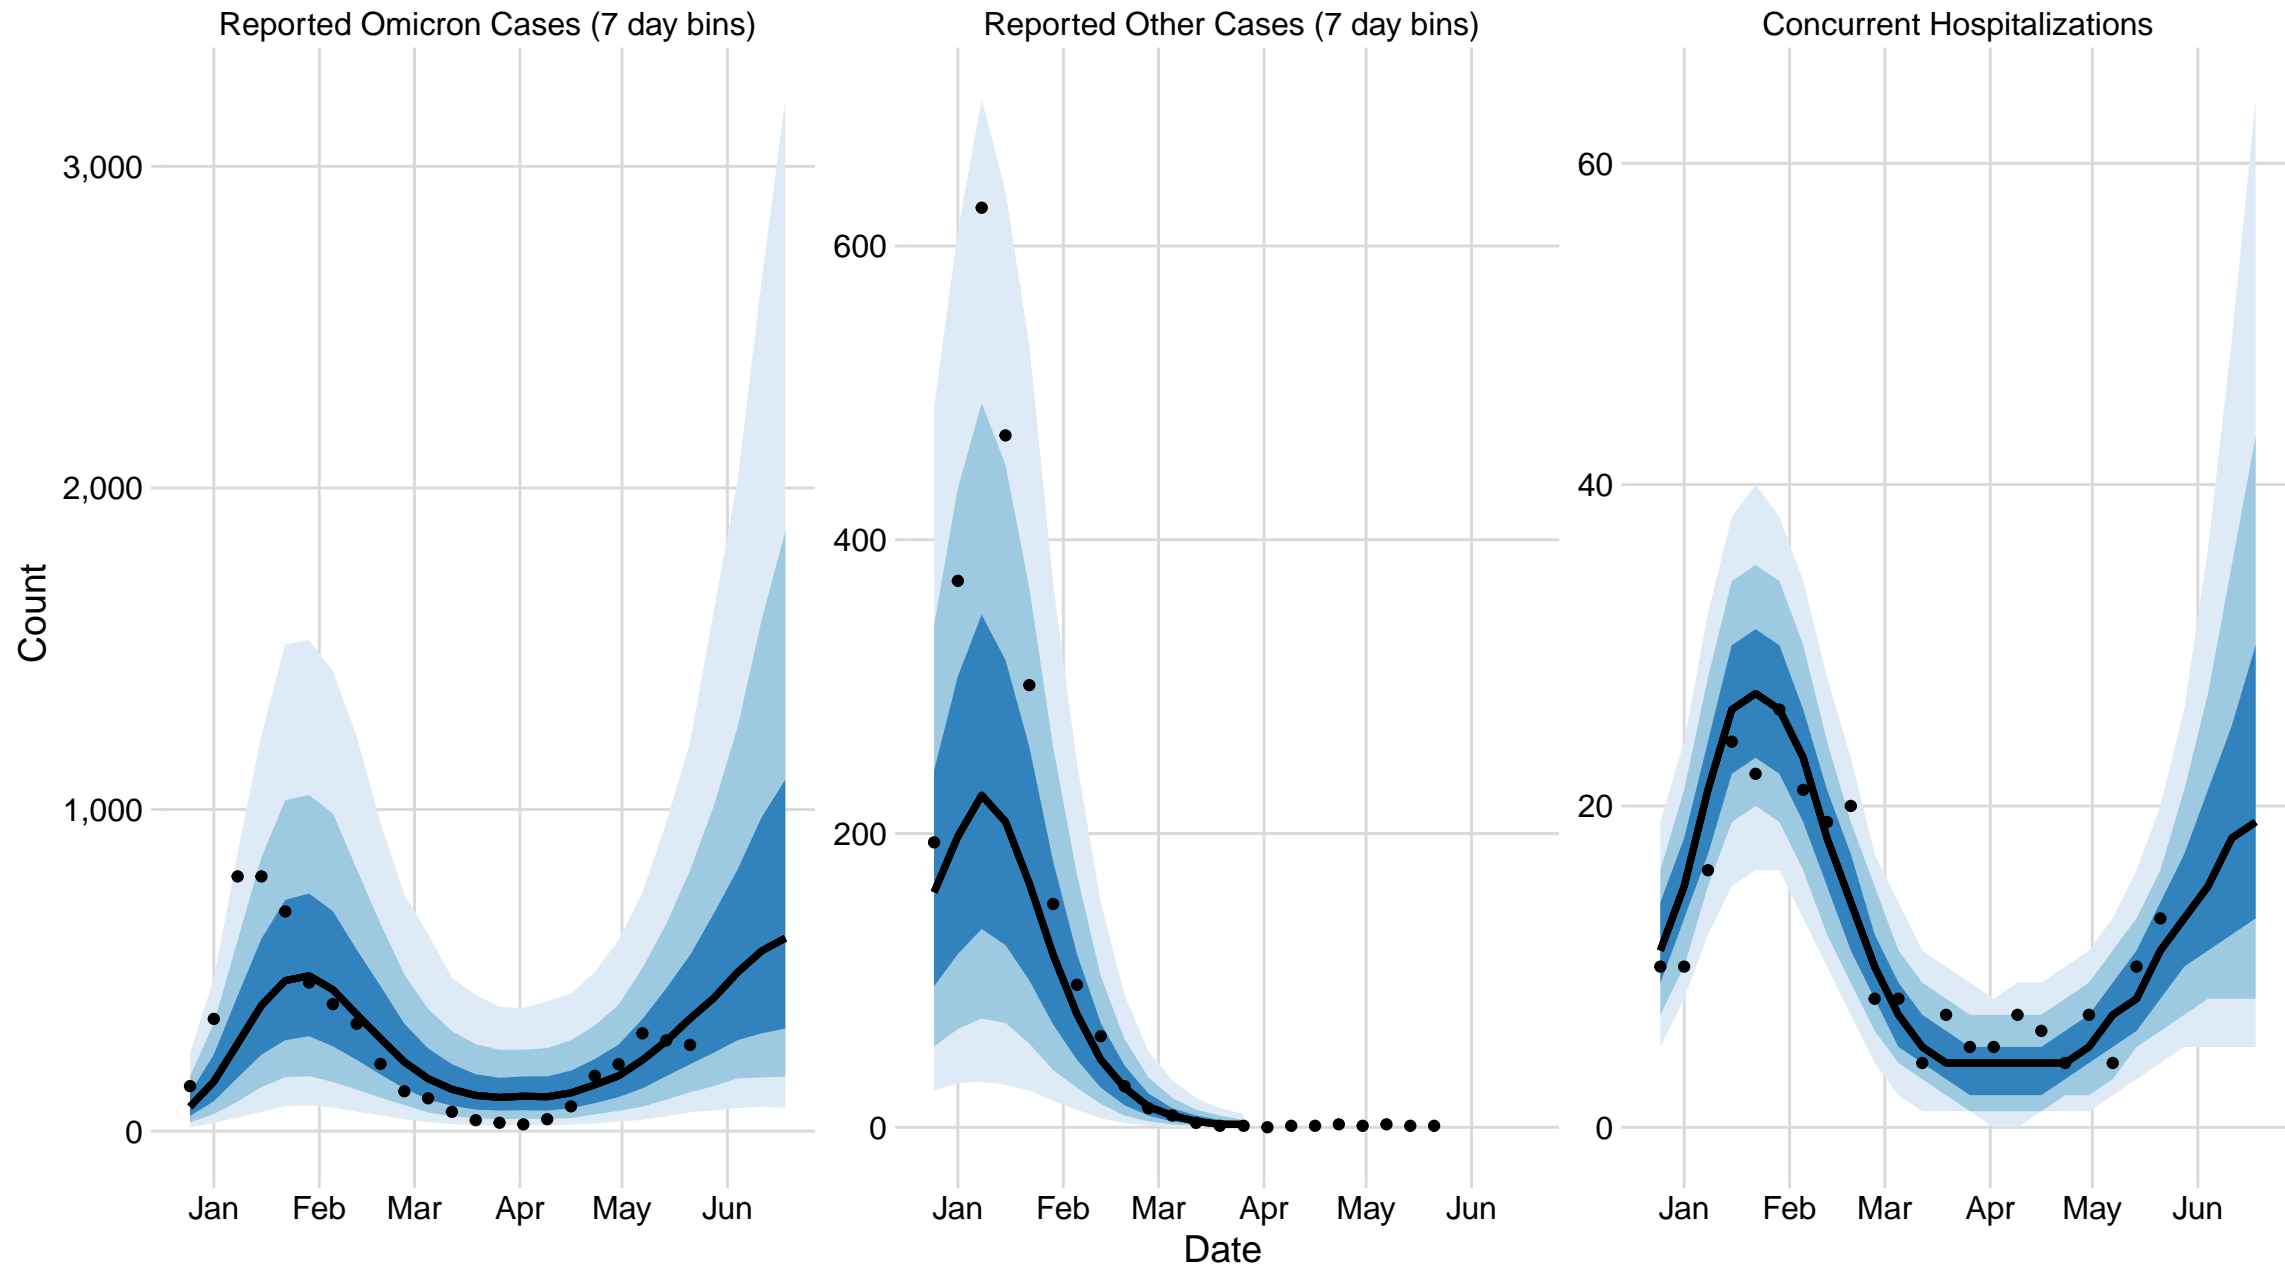 Reported Omicron Cases (7 day bins)
Reported Other Cases (7 day bins)
Concurrent Hospitalizations
Count
3,000
2,000
1,000
0
600
400
200
0
60
40
20
0
Jan Feb Mar Apr May Jun
Jan Feb Mar Apr May Jun
Jan Feb Mar Apr May Jun
Date